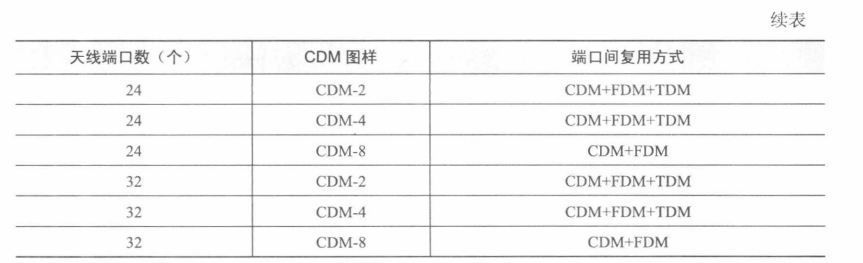 续表
天线端口数（个） CDM 图样 端口间复用方式
24 CDM-2 CDM+FDM+TDM
24 CDM-4 CDM+FDM+TDM
24 CDM-8 CDM+FDM
32 CDM-2 CDM+FDM+TDM
32 CDM-4 CDM+FDM+TDM
32 CDM-8 CDM+FDM